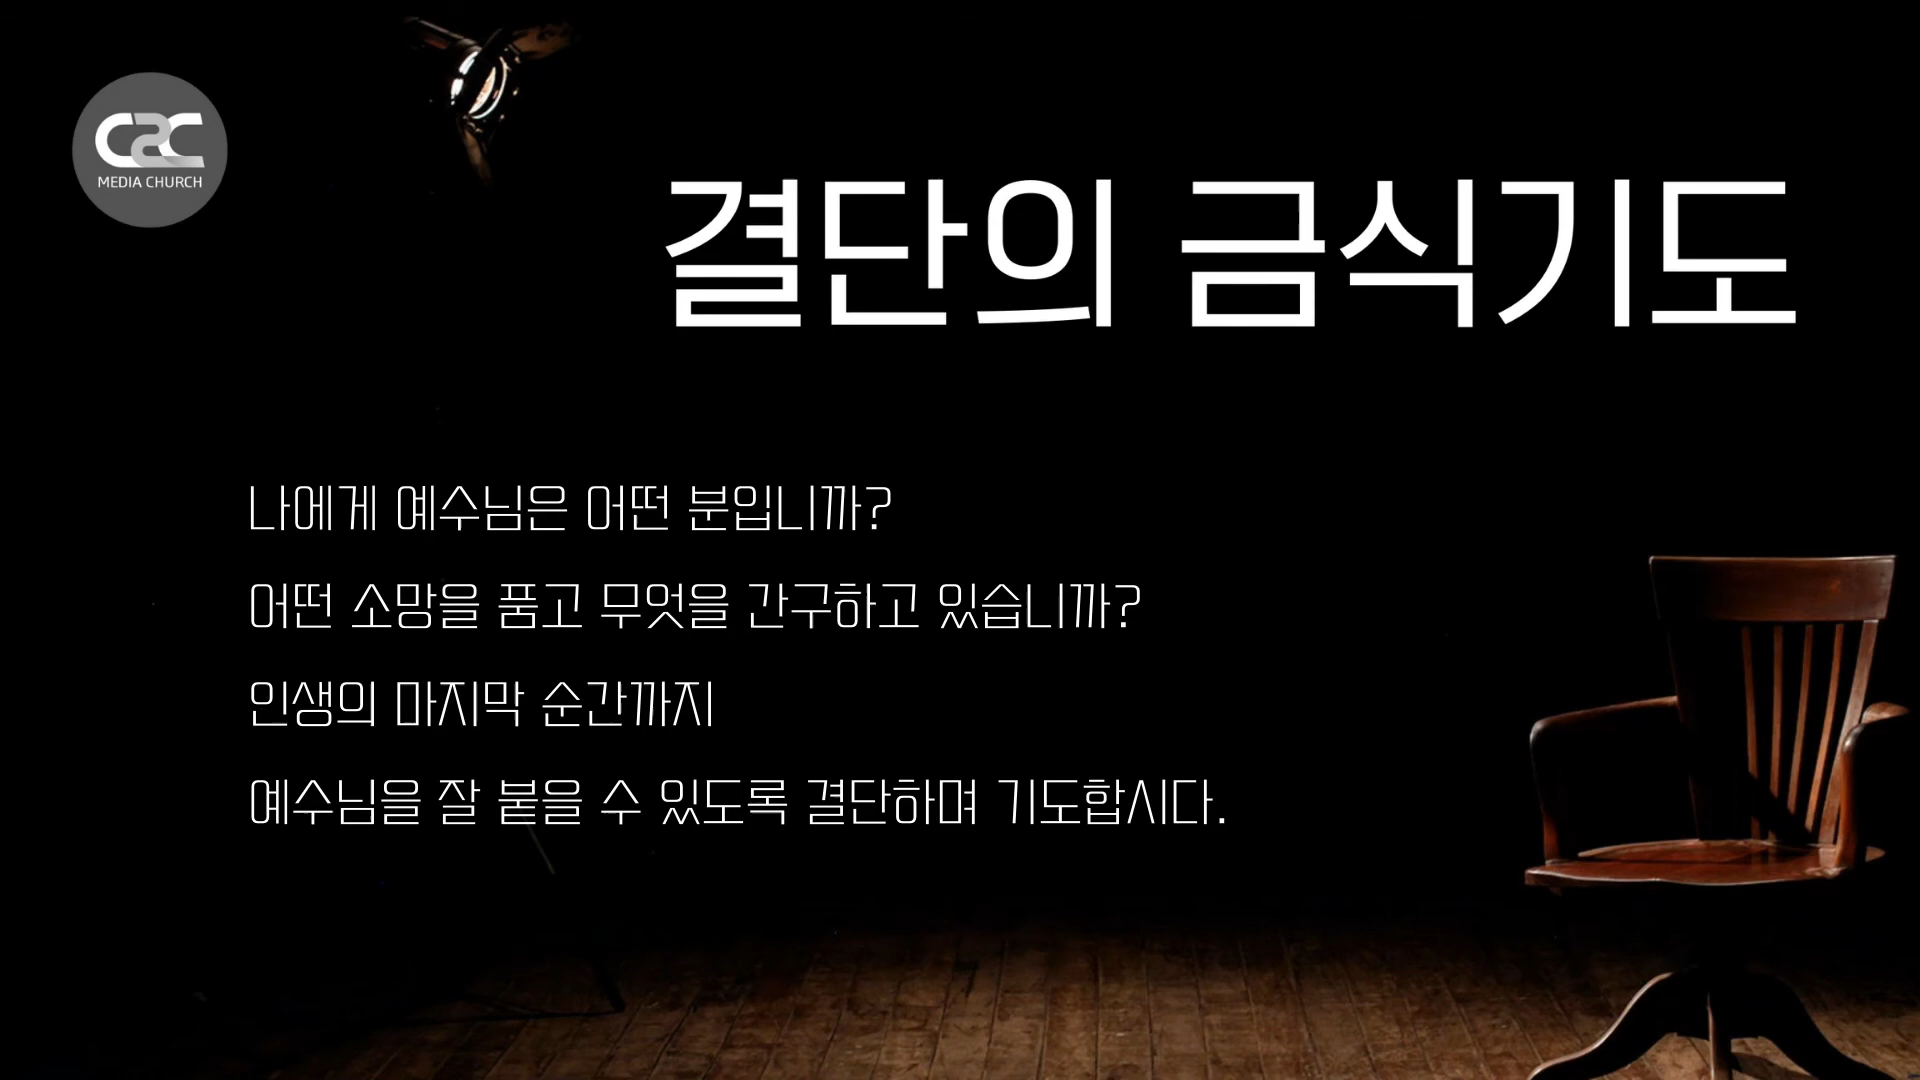 C2C
MEDIA CHURCH
결단의 금식기도
나에게 예수님은 어떤 분입니까?
어떤 소망을 품고 무엇을 간구하고 있습니까?
인생의 마지막 순간까지
예수님을 잘 붙을 수 있도록 결단하며 기도합시다.